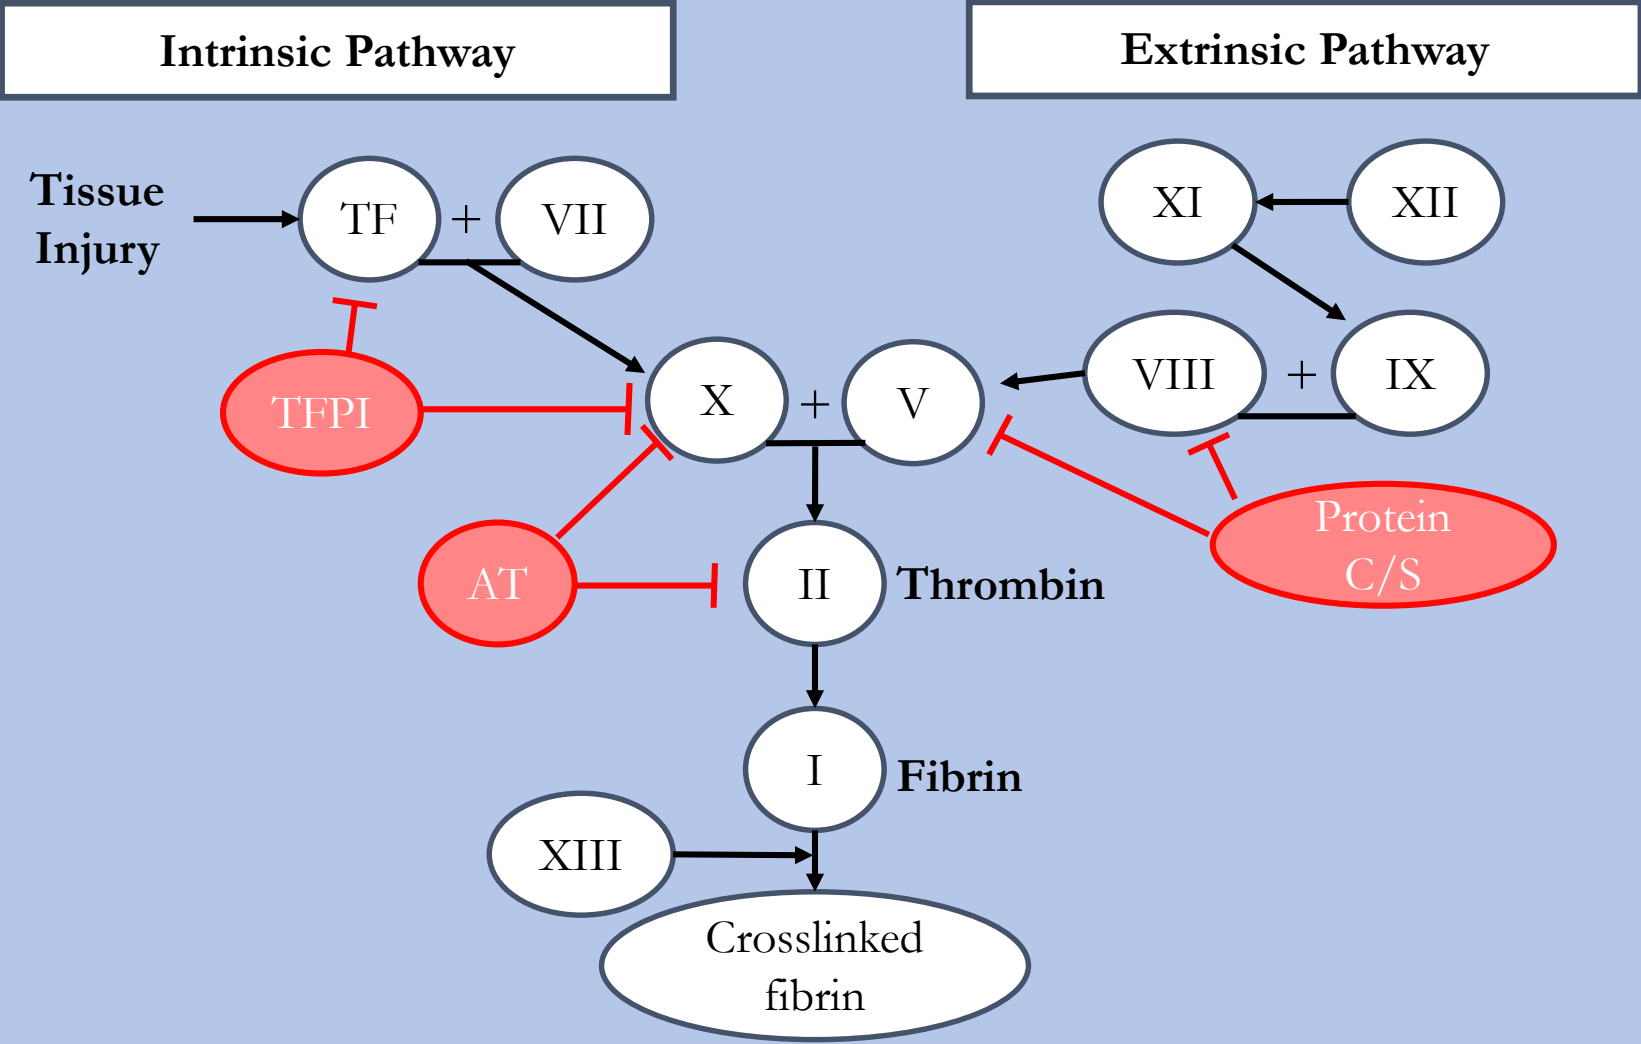 Intrinsic Pathway
Extrinsic Pathway
Tissue
Injury
TF
+
VII
XI
XII
TFPI
X
+
V
VIII
+
IX
AT
II
Thrombin
Protein
C/S
I
Fibrin
XIII
Crosslinked
fibrin